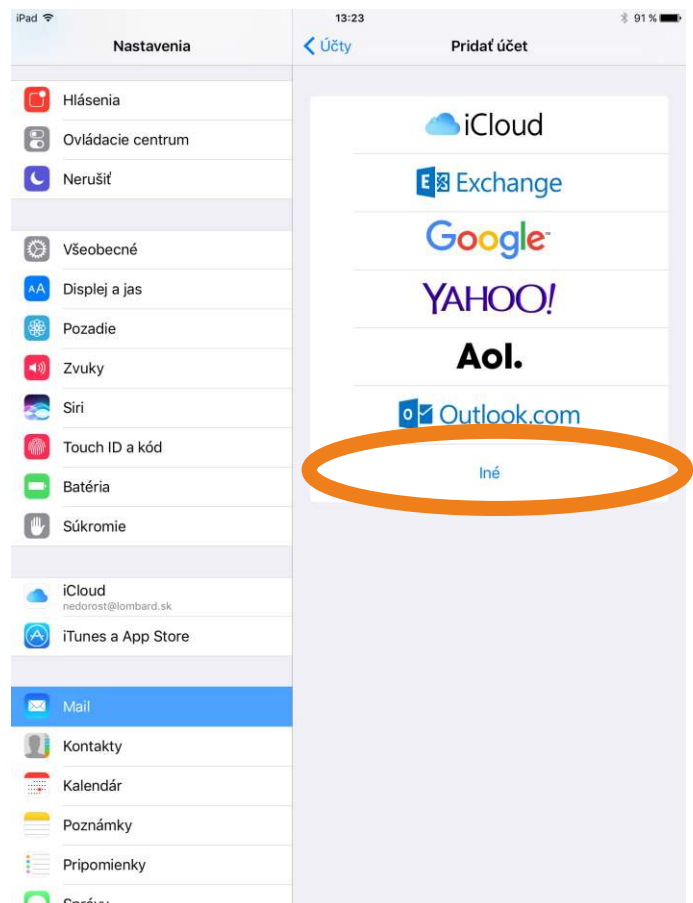 iPad 13:23 91 %
Nastavenia
Účty Pridať účet
Hlásenia
Ovládacie centrum
Nerušiť
Všeobecné
AA Displej a jas
Pozadie
Zvuky
Siri
Touch ID a kód
Batéria
Súkromie
iCloud
nedorost@lombard.sk
iTunes a App Store
Mail
Kontakty
Kalendár
Poznámky
Pripomienky
Správy
iCloud
Exchange
Google
YAHOO!
Aol.
Outlook.com
Iné